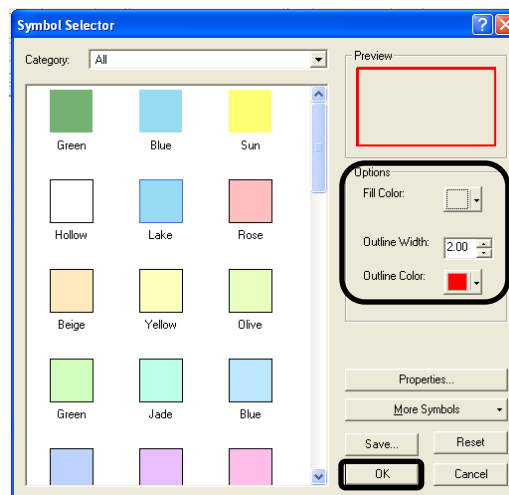 Symbol Selector
Category: All
Green Blue Sun
Hollow Lake Rose
Beige Yellow Olive
Green Jade Blue
Preview
Options
Fill Color:
Outline Width: 2.00
Outline Color:
Properties...
More Symbols
Save... Reset
OK Cancel